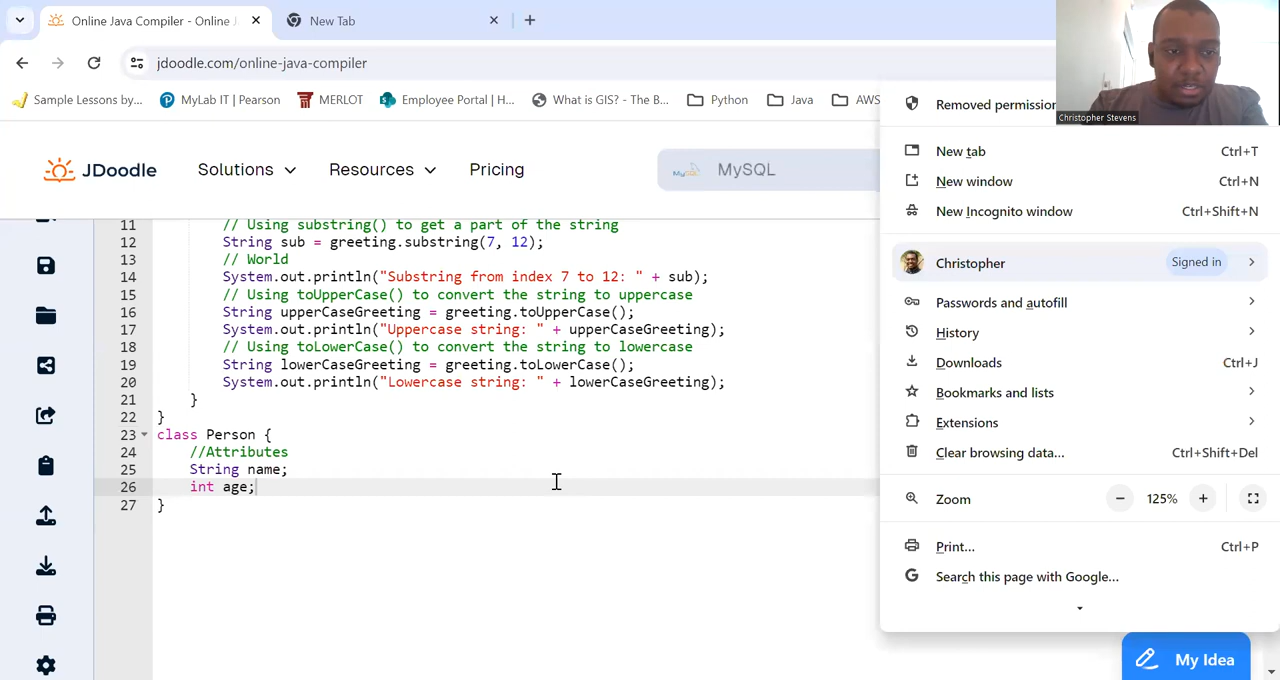 Online Java Compiler - Online J
New Tab
jdoodle.com/online-java-compiler
Sample Lessons by...
MyLab IT | Pearson
MERLOT
Employee Portal | H...
What is GIS? - The B...
Python
Java
AWS
Christopher Stevens
JDoodle
Solutions
Resources
Pricing
MySQL
11 // Using substring() to get a part of the string
12 String sub = greeting.substring(7, 12);
13 // World
14 System.out.println("Substring from index 7 to 12: " + sub);
15 // Using toUpperCase() to convert the string to uppercase
16 String upperCaseGreeting = greeting.toUpperCase();
17 System.out.println("Uppercase string: " + upperCaseGreeting);
18 // Using toLowerCase() to convert the string to lowercase
19 String lowerCaseGreeting = greeting.toLowerCase();
20 System.out.println("Lowercase string: " + lowerCaseGreeting);
21 }
22 }
23 class Person {
24 //Attributes
25 String name;
26 int age;
27 }
Removed permission
New tab Ctrl+T
New window Ctrl+N
New Incognito window Ctrl+Shift+N
Christopher Signed in
Passwords and autofill
History
Downloads Ctrl+J
Bookmarks and lists
Extensions
Clear browsing data... Ctrl+Shift+Del
Zoom 125%
Print... Ctrl+P
Search this page with Google...
My Idea